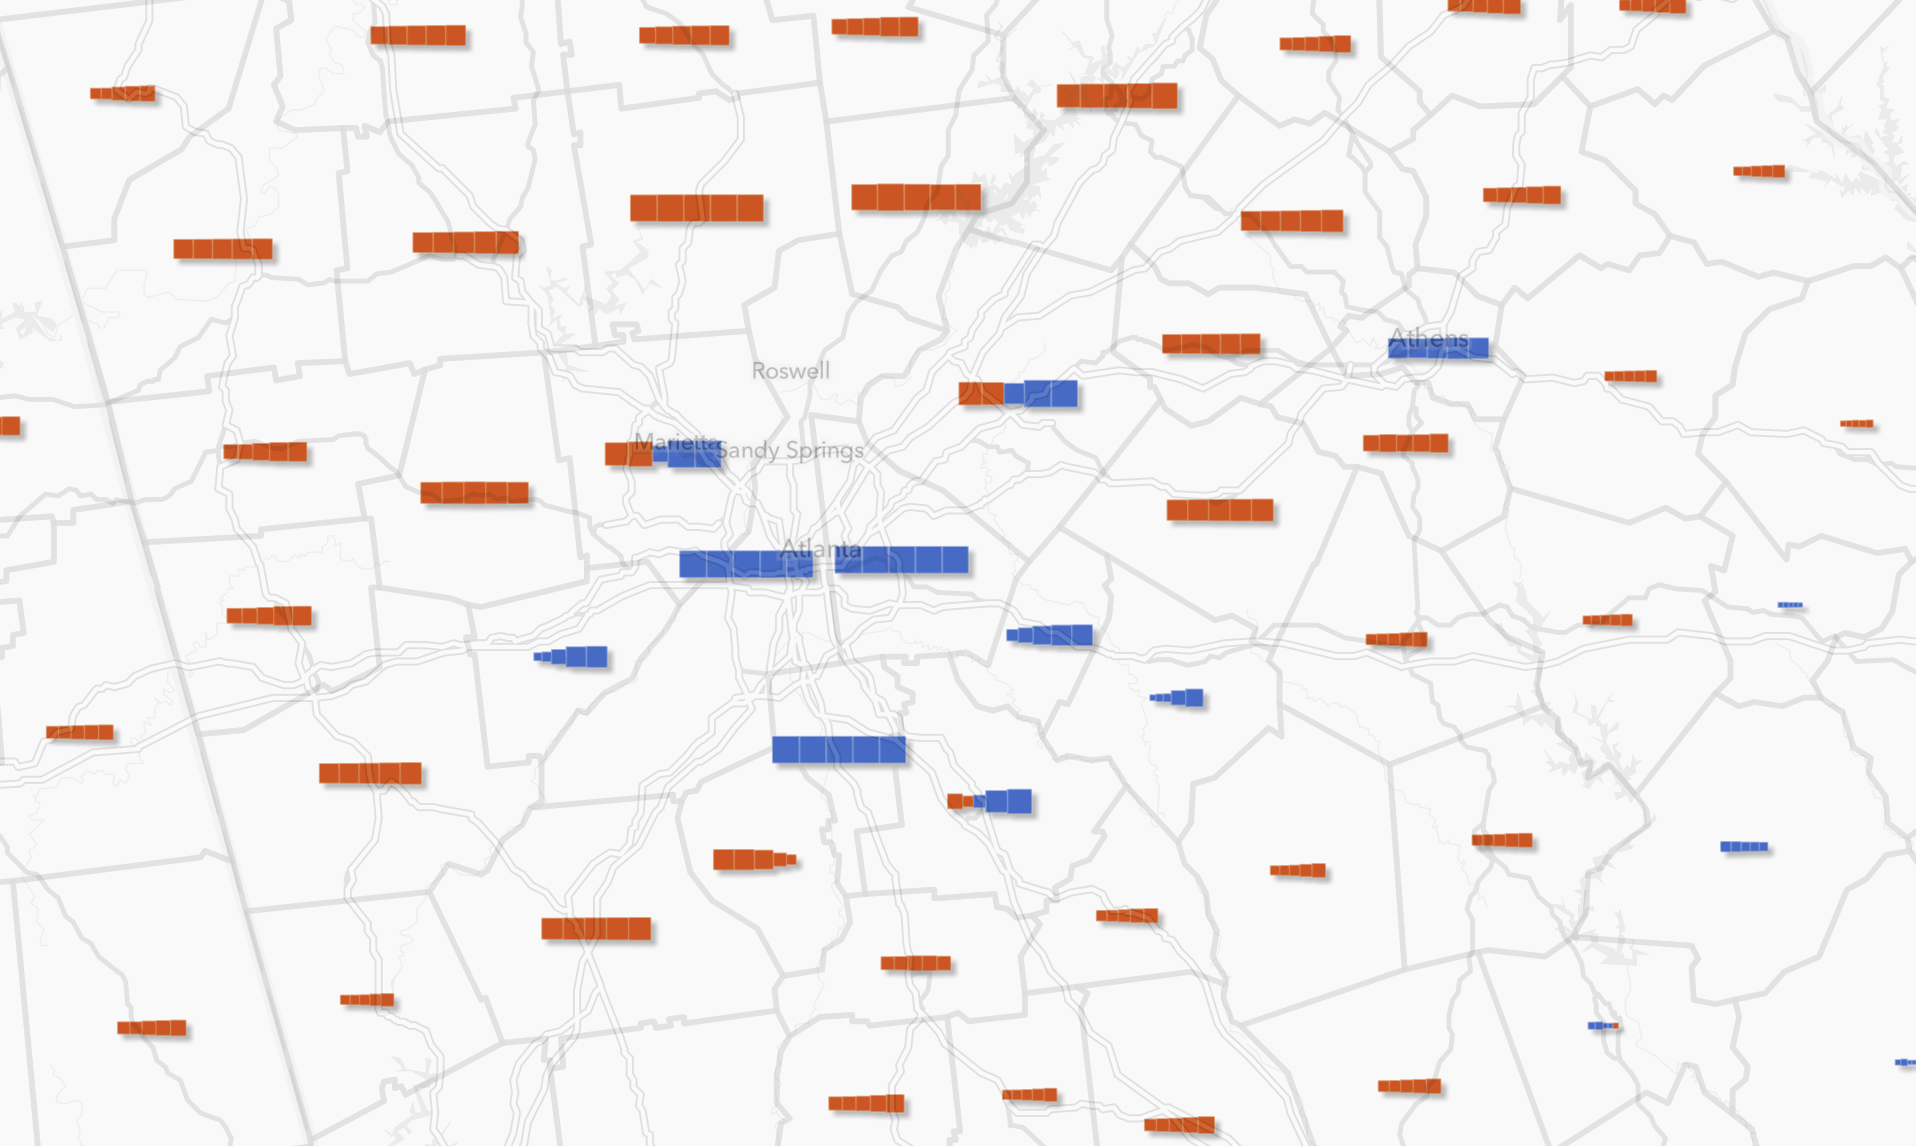 Athens
Roswell
Marietta
Sandy Springs
Atlanta